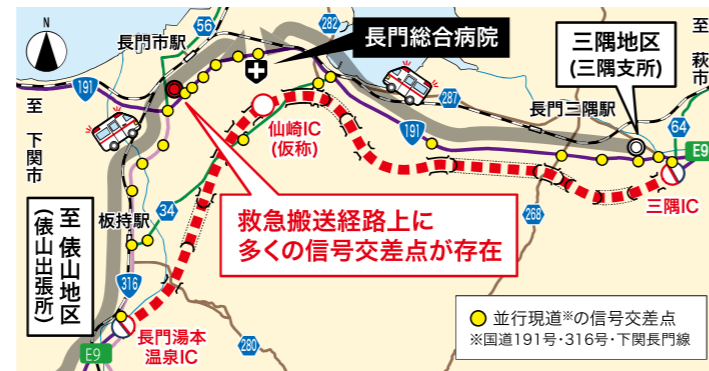 N
56
282
至
萩
市
長門市駅
長門総合病院
三隅地区
(三隅支所)
191
至
下
関
市
287
長門三隅駅
仙崎IC
(仮称)
191
64
E9
三隅IC
救急搬送経路上に
多くの信号交差点が存在
34
板持駅
268
至 俵山地区
(俵山出張所)
316
280
長門湯本
温泉IC
E9
並行現道※の信号交差点
※国道191号・316号・下関長門線